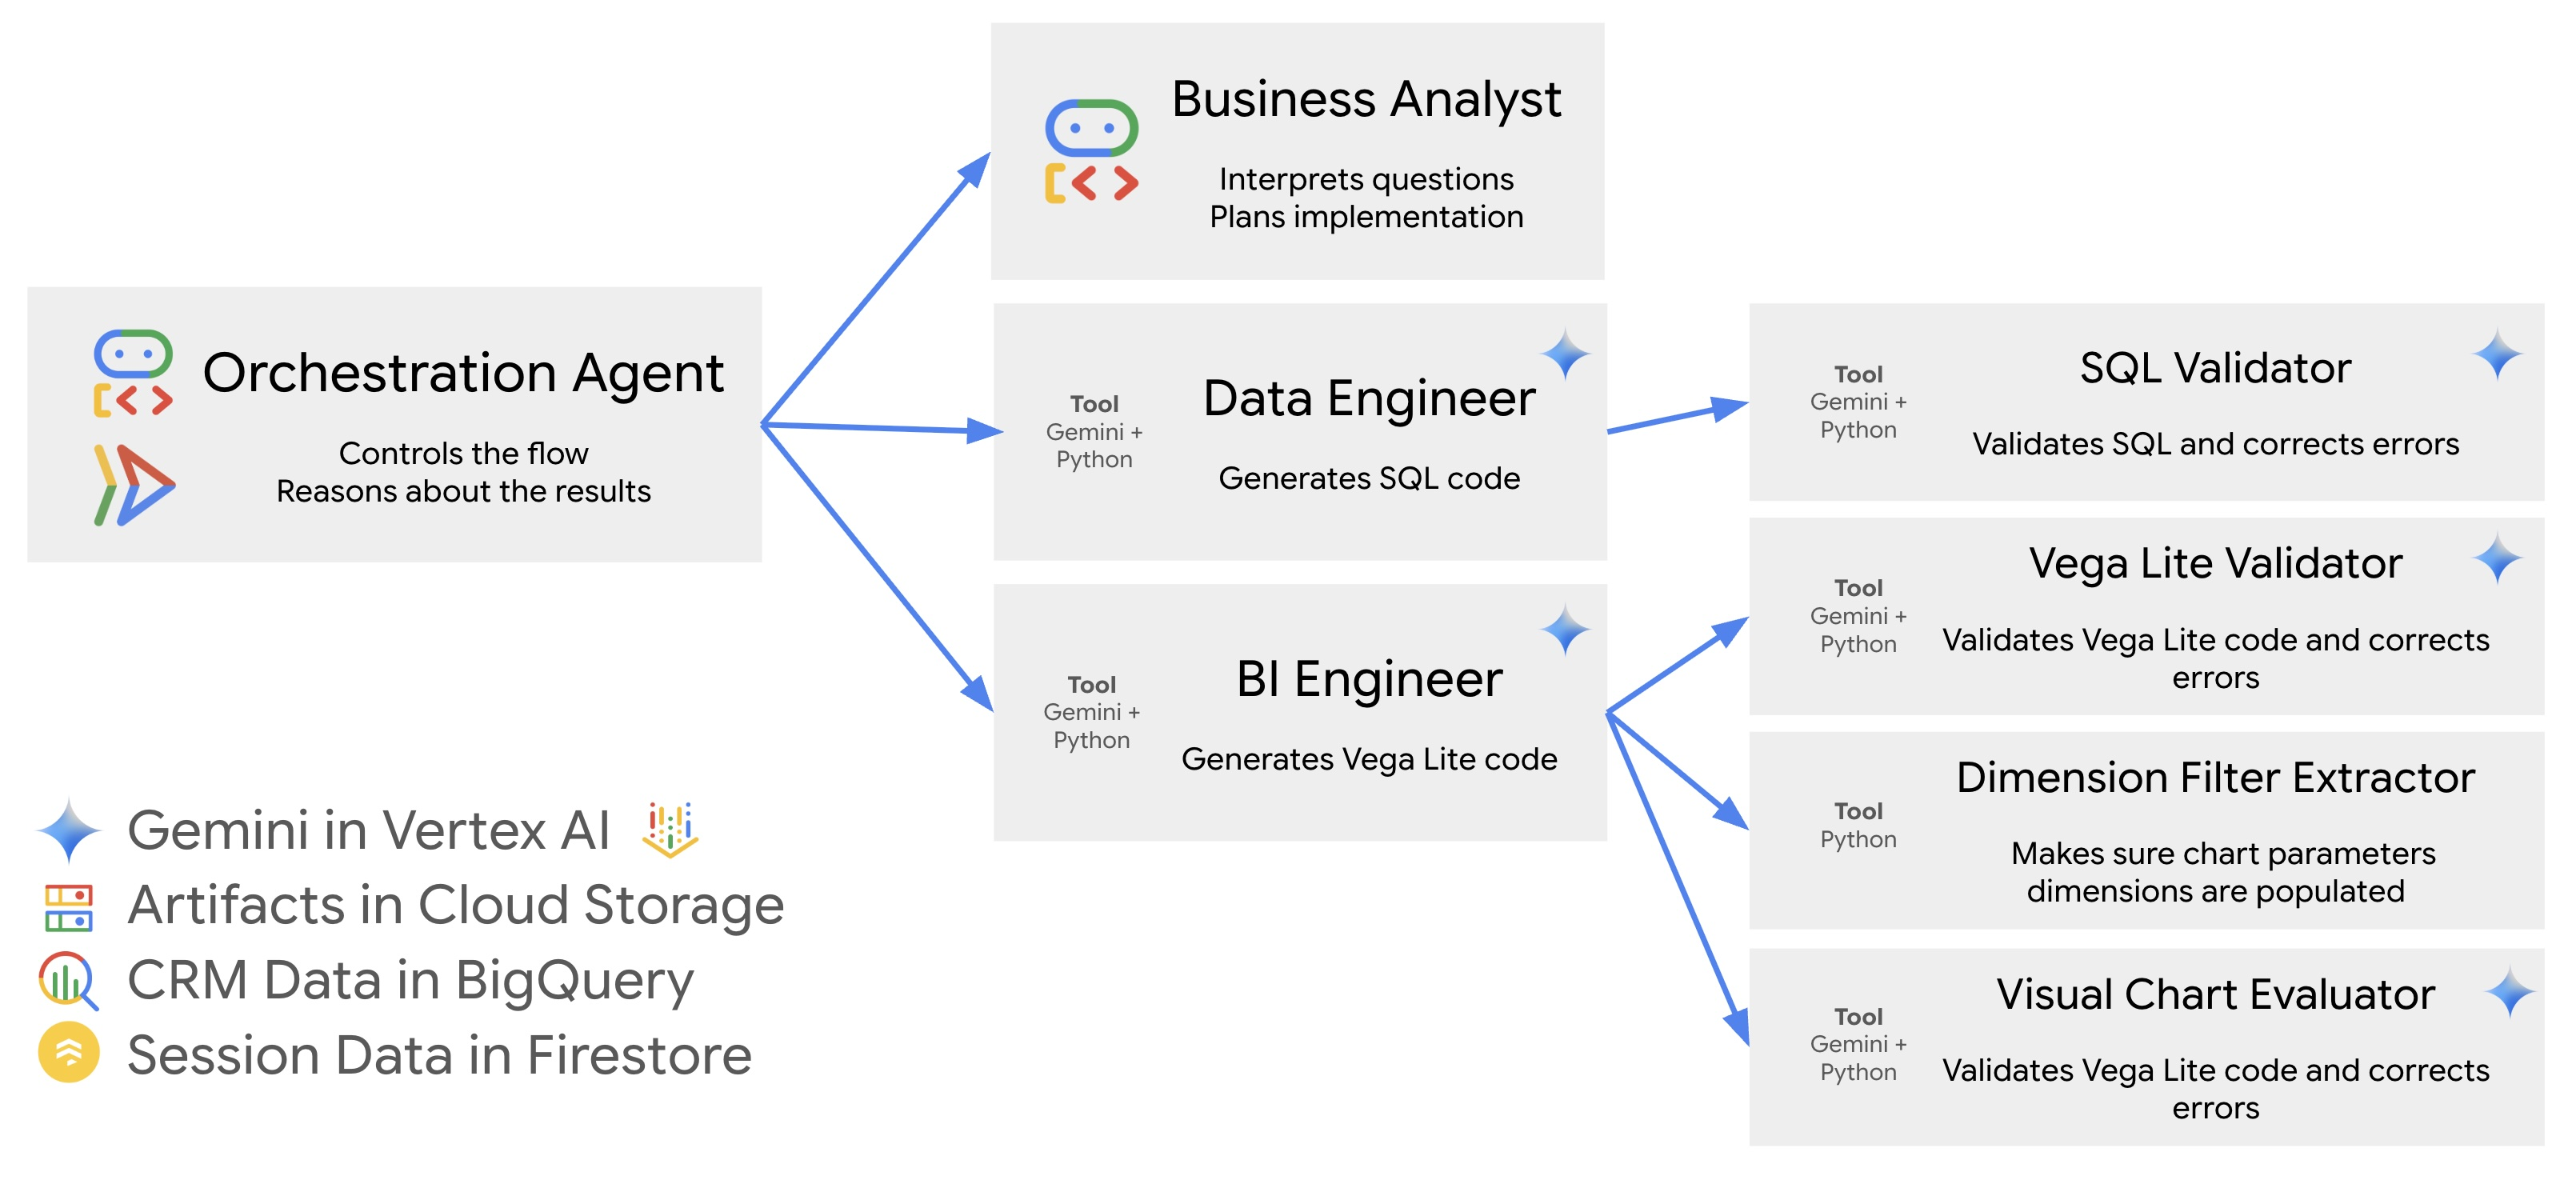 Business Analyst
Interprets questions
Plans implementation
Orchestration Agent
Controls the flow
Reasons about the results
Tool
Gemini +
Python
Data Engineer
Generates SQL code
Tool
Gemini +
Python
BI Engineer
Generates Vega Lite code
Tool
Gemini +
Python
SQL Validator
Validates SQL and corrects errors
Tool
Gemini +
Python
Vega Lite Validator
Validates Vega Lite code and corrects
errors
Tool
Python
Dimension Filter Extractor
Makes sure chart parameters
dimensions are populated
Tool
Gemini +
Python
Visual Chart Evaluator
Validates Vega Lite code and corrects
errors
Gemini in Vertex AI
Artifacts in Cloud Storage
CRM Data in BigQuery
Session Data in Firestore